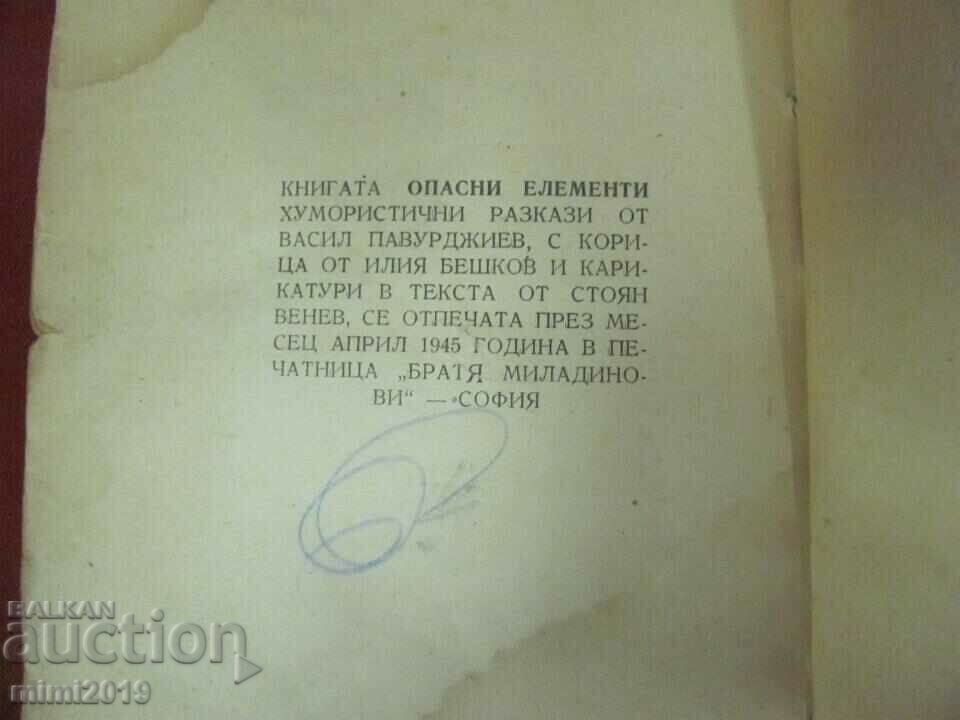 КНИГАТА ОПАСНИ ЕЛЕМЕНТИ
ХУМОРИСТИЧНИ РАЗКАЗИ ОТ
ВАСИЛ ПАВУРДЖИЕВ, С КОРИ-
ЦА ОТ ИЛИЯ БЕШКОВ И КАРИ-
КАТУРИ В ТЕКСТА ОТ СТОЯН
ВЕНЕВ, СЕ ОТПЕЧАТА ПРЕЗ МЕ-
СЕЦ АПРИЛ 1945 ГОДИНА В ПЕ-
ЧАТНИЦА „БРАТЯ МИЛАДИНО-
ВИ“ — СОФИЯ
BALKAN
auction
mimi2019